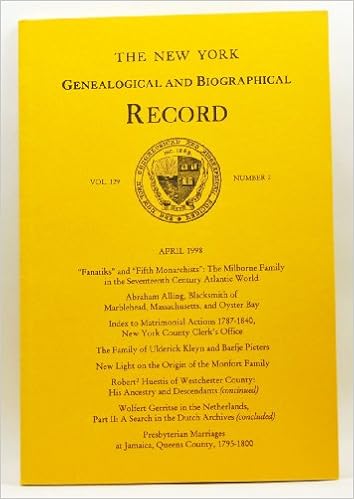 THE NEW YORK
GENEALOGICAL AND BIOGRAPHICAL
RECORD
VOL. 129
NUMBER 2
APRIL 1998
"Fanatiks" and "Fifth Monarchists": The Milborne Family
in the Seventeenth Century Atlantic World
Abraham Alling, Blacksmith of
Marblehead, Massachusetts, and Oyster Bay
Index to Matrimonial Actions 1787-1840,
New York County Clerk's Office
The Family of Ulderick Kleyn and Baefje Pieters
New Light on the Origin of the Monfort Family
Robert² Huestis of Westchester County:
His Ancestry and Descendants (continued)
Wolfert Gerritse in the Netherlands,
Part II: A Search in the Dutch Archives (concluded)
Presbyterian Marriages
at Jamaica, Queens County, 1795-1800